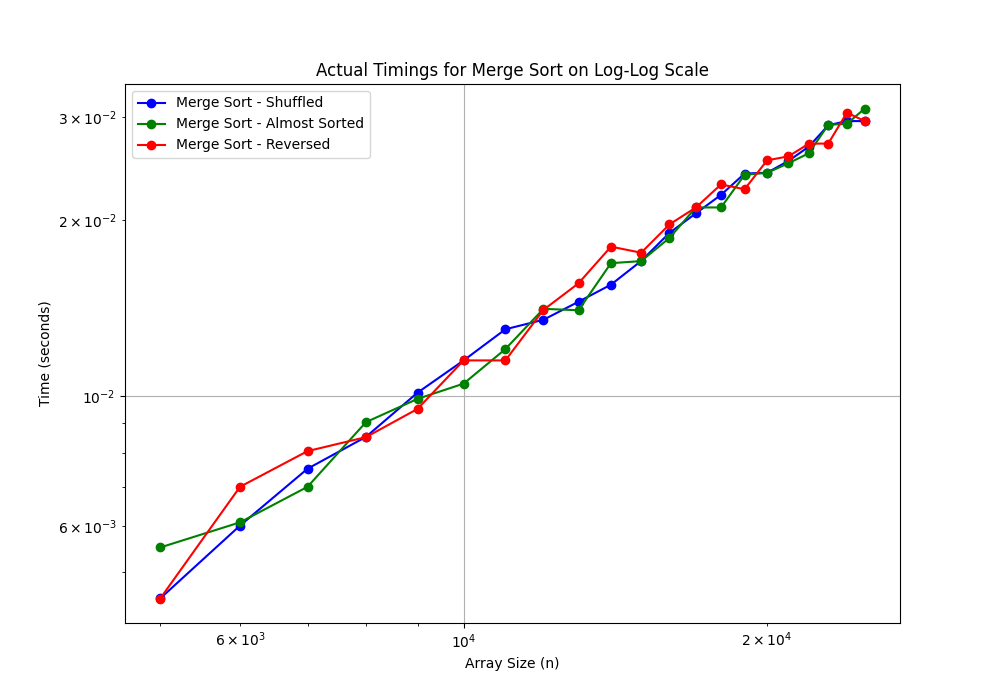 Actual Timings for Merge Sort on Log-Log Scale
Merge Sort - Shuffled
Merge Sort - Almost Sorted
Merge Sort - Reversed
3 × 10⁻²
2 × 10⁻²
10⁻²
6 × 10⁻³
Time (seconds)
6 × 10³
10⁴
2 × 10⁴
Array Size (n)